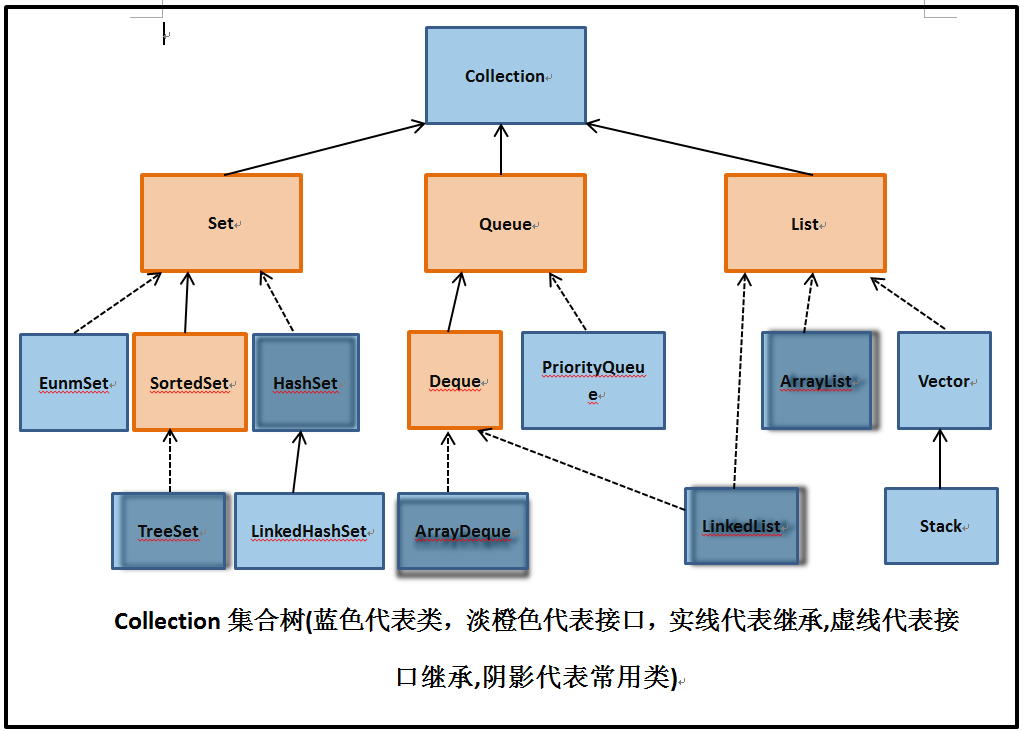 Collection
Set
Queue
List
EunmSet
SortedSet
HashSet
Deque
PriorityQueu
e
ArrayList
Vector
TreeSet
LinkedHashSet
ArrayDeque
LinkedList
Stack
Collection 集合树(蓝色代表类，淡橙色代表接口，实线代表继承,虚线代表接
口继承,阴影代表常用类)